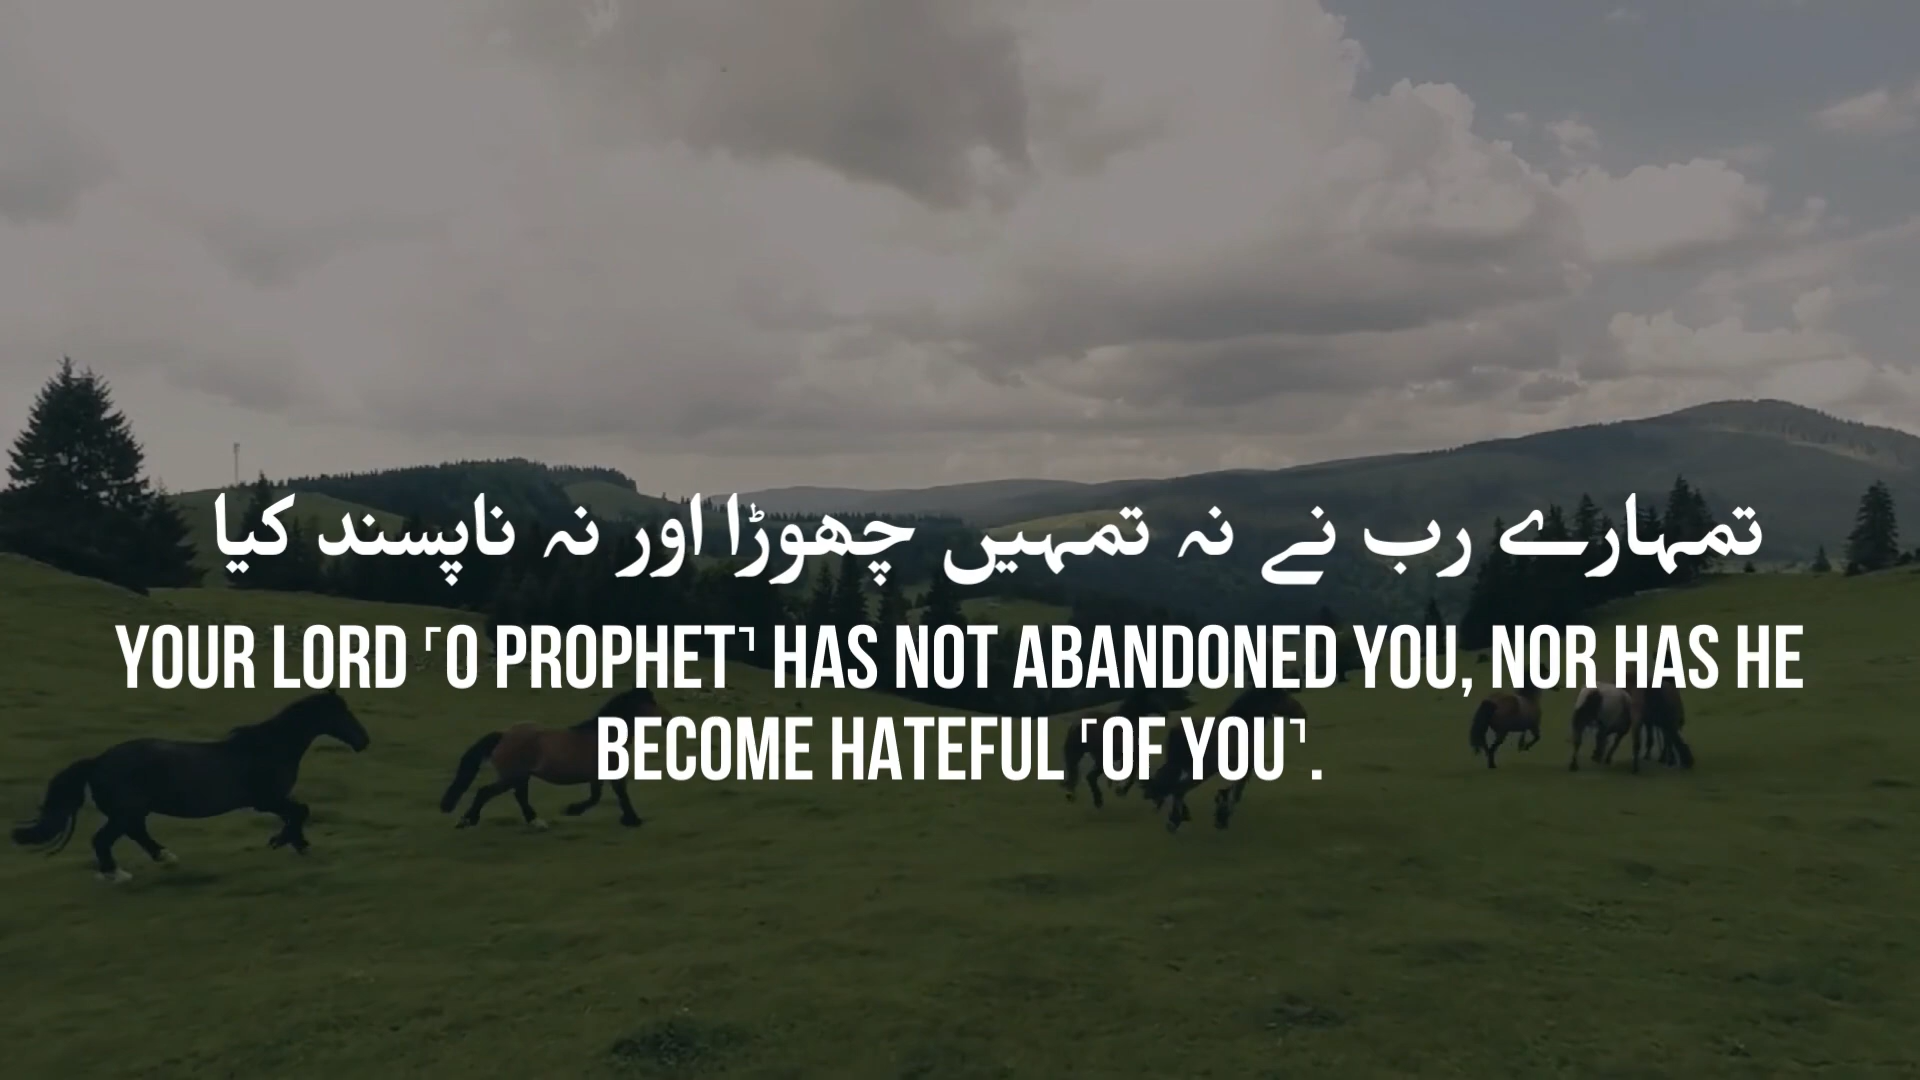 تمہارے رب نے نہ تمہیں چھوڑا اور نہ ناپسند کیا
YOUR LORD ⸢O PROPHET⸣ HAS NOT ABANDONED YOU, NOR HAS HE
BECOME HATEFUL ⸢OF YOU⸣.